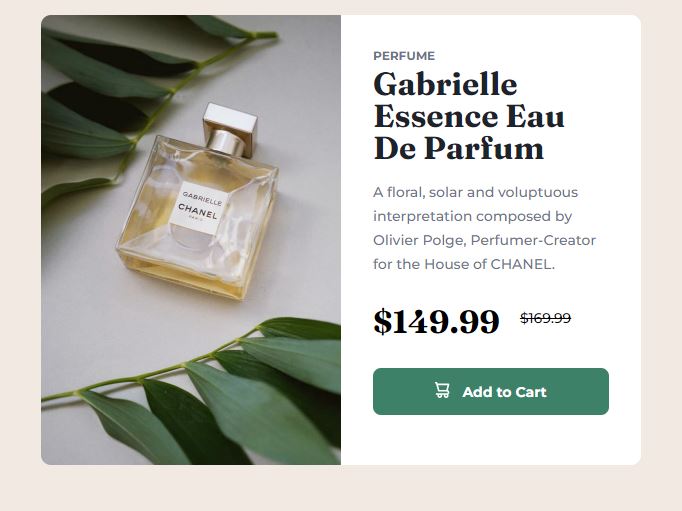 GABRIELLE
CHANEL
PARIS
PERFUME
Gabrielle
Essence Eau
De Parfum
A floral, solar and voluptuous
interpretation composed by
Olivier Polge, Perfumer-Creator
for the House of CHANEL.
$149.99 $169.99
Add to Cart